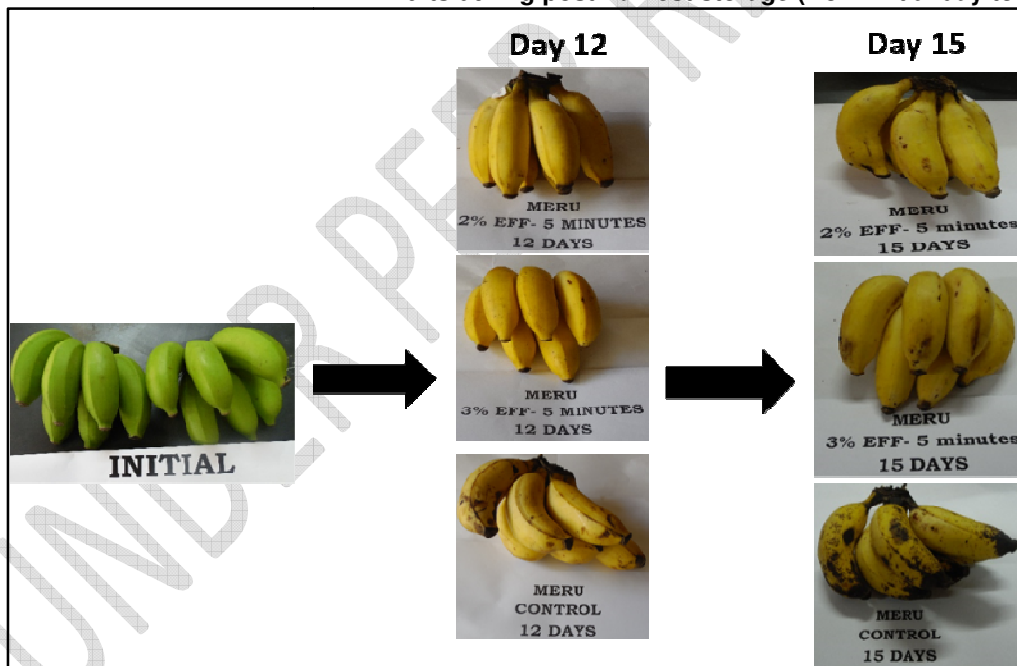 Day 12
Day 15
MERU
2% EFF- 5 MINUTES
12 DAYS
MERU
2% EFF- 5 minutes
15 DAYS
INITIAL
MERU
3% EFF- 5 MINUTES
12 DAYS
MERU
3% EFF- 5 minutes
15 DAYS
MERU
CONTROL
12 DAYS
MERU
CONTROL
15 DAYS
UNDER PEER